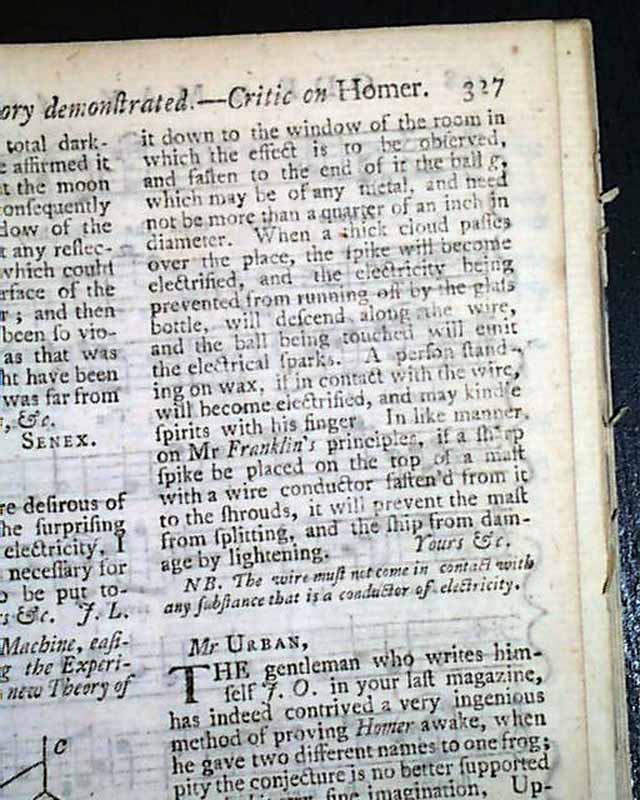 ory demonſtrated.—Critic on Homer. 327
total dark-
e affirmed it
t the moon
onſequently
dow of the
t any reflec-
which could
rface of the
r; and then
been ſo vio-
as that was
ht have been
was far from
, &c.
SENEX.
re deſirous of
he ſurpriſing
electricity, I
neceſſary for
o be put to-
s &c. J. L.
Machine, eaſi-
g the Experi-
new Theory of
C
it down to the window of the room in
which the effect is to be obſerved,
and faſten to the end of it the ball g,
which may be of any metal, and need
not be more than a quarter of an inch in
diameter. When a thick cloud paſſes
over the place, the ſpike will become
electrified, and the electricity being
prevented from running off by the glaſs
bottle, will deſcend along the wire,
and the ball being touched will emit
the electrical ſparks. A perſon ſtand-
ing on wax, if in contact with the wire,
will become electrified, and may kindle
ſpirits with his finger In like manner,
on Mr Franklin's principles, if a ſharp
ſpike be placed on the top of a maſt
with a wire conductor faſten'd from it
to the ſhrouds, it will prevent the maſt
from ſplitting, and the ſhip from dam-
age by lightening. Yours &c.
NB. The wire muſt not come in contact with
any ſubſtance that is a conductor of electricity.
Mr URBAN,
THE gentleman who writes him-
ſelf J. O. in your laſt magazine,
has indeed contrived a very ingenious
method of proving Homer awake, when
he gave two different names to one frog;
pity the conjecture is no better ſupported
fine imagination, Up-